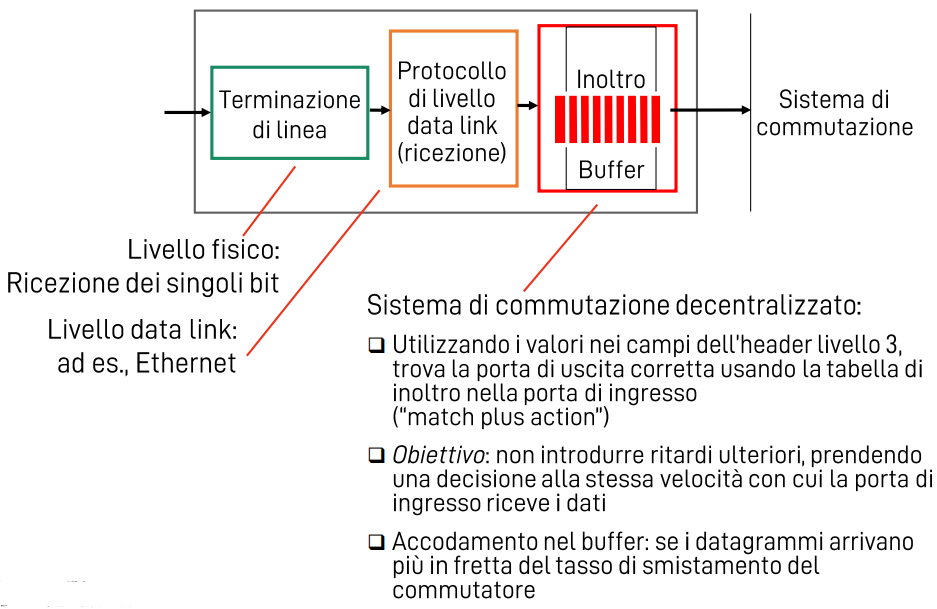 Terminazione
di linea
Protocollo
di livello
data link
(ricezione)
Inoltro
Buffer
Sistema di
commutazione
Livello fisico:
Ricezione dei singoli bit
Livello data link:
ad es., Ethernet
Sistema di commutazione decentralizzato:
❑ Utilizzando i valori nei campi dell'header livello 3,
trova la porta di uscita corretta usando la tabella di
inoltro nella porta di ingresso
("match plus action")
❑ Obiettivo: non introdurre ritardi ulteriori, prendendo
una decisione alla stessa velocità con cui la porta di
ingresso riceve i dati
❑ Accodamento nel buffer: se i datagrammi arrivano
più in fretta del tasso di smistamento del
commutatore